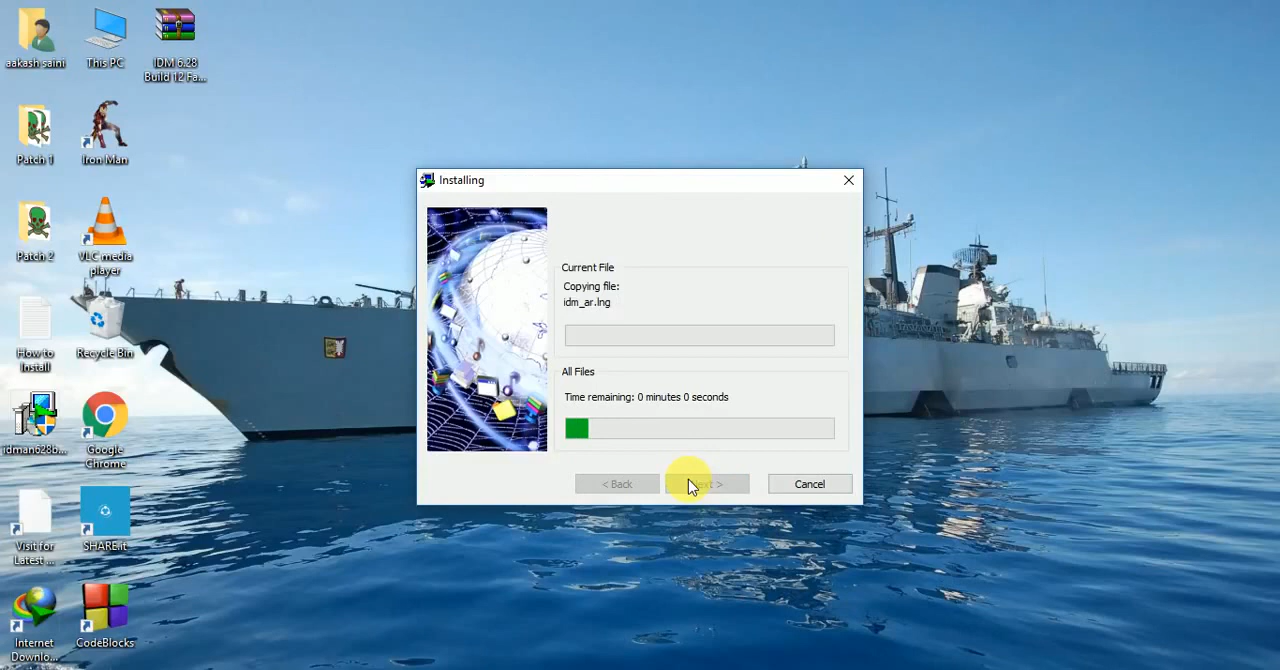 aakash saini
This PC
IDM 6.28
Build 12 Fa...
Patch 1
Iron Man
Patch 2
VLC media
player
How to
Install
Recycle Bin
idman628b...
Google
Chrome
Visit for
Latest ...
SHAREit
Internet
Downlo...
CodeBlocks
Installing
Current File
Copying file:
idm_ar.lng
All Files
Time remaining: 0 minutes 0 seconds
< Back
Next >
Cancel